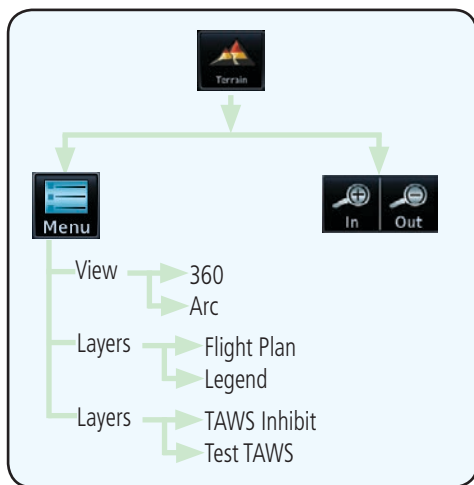 Terrain
Menu
In Out
View
360
Arc
Layers
Flight Plan
Legend
Layers
TAWS Inhibit
Test TAWS